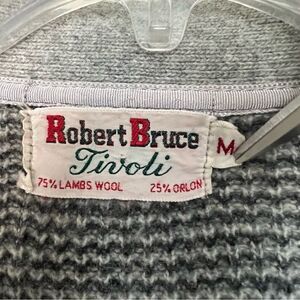 Robert Bruce
Tivoli
75% LAMBS WOOL 25% ORLON
M